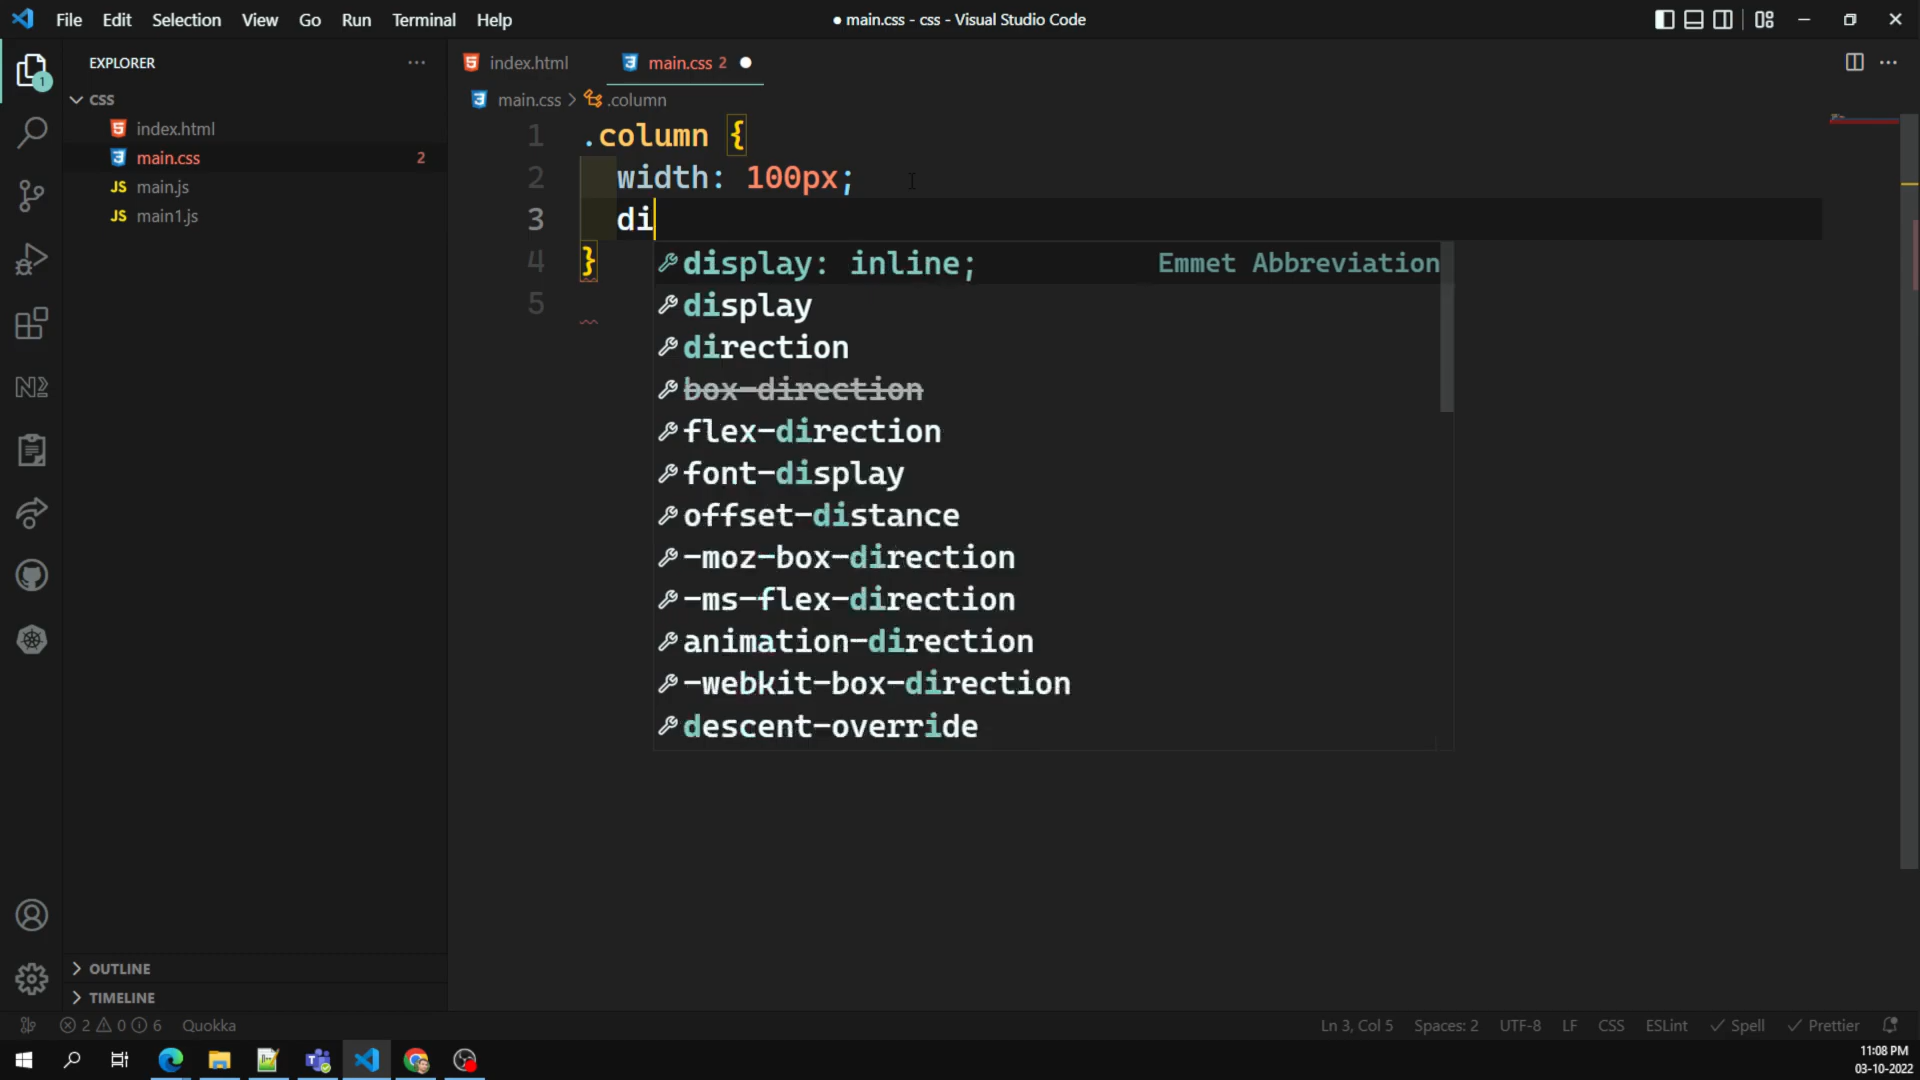 File Edit Selection View Go Run Terminal Help
● main.css - css - Visual Studio Code
EXPLORER
index.html
main.css 2
1
CSS
main.css > .column
index.html
main.css 2
main.js
JS
main1.js
JS
1 .column {
2 width: 100px;
3 di
4 }
5
display: inline; Emmet Abbreviation
display
direction
box-direction
flex-direction
font-display
offset-distance
-moz-box-direction
-ms-flex-direction
animation-direction
-webkit-box-direction
descent-override
OUTLINE
TIMELINE
2 0 6 Quokka
Ln 3, Col 5 Spaces: 2 UTF-8 LF CSS ESLint Spell Prettier
11:08 PM
03-10-2022